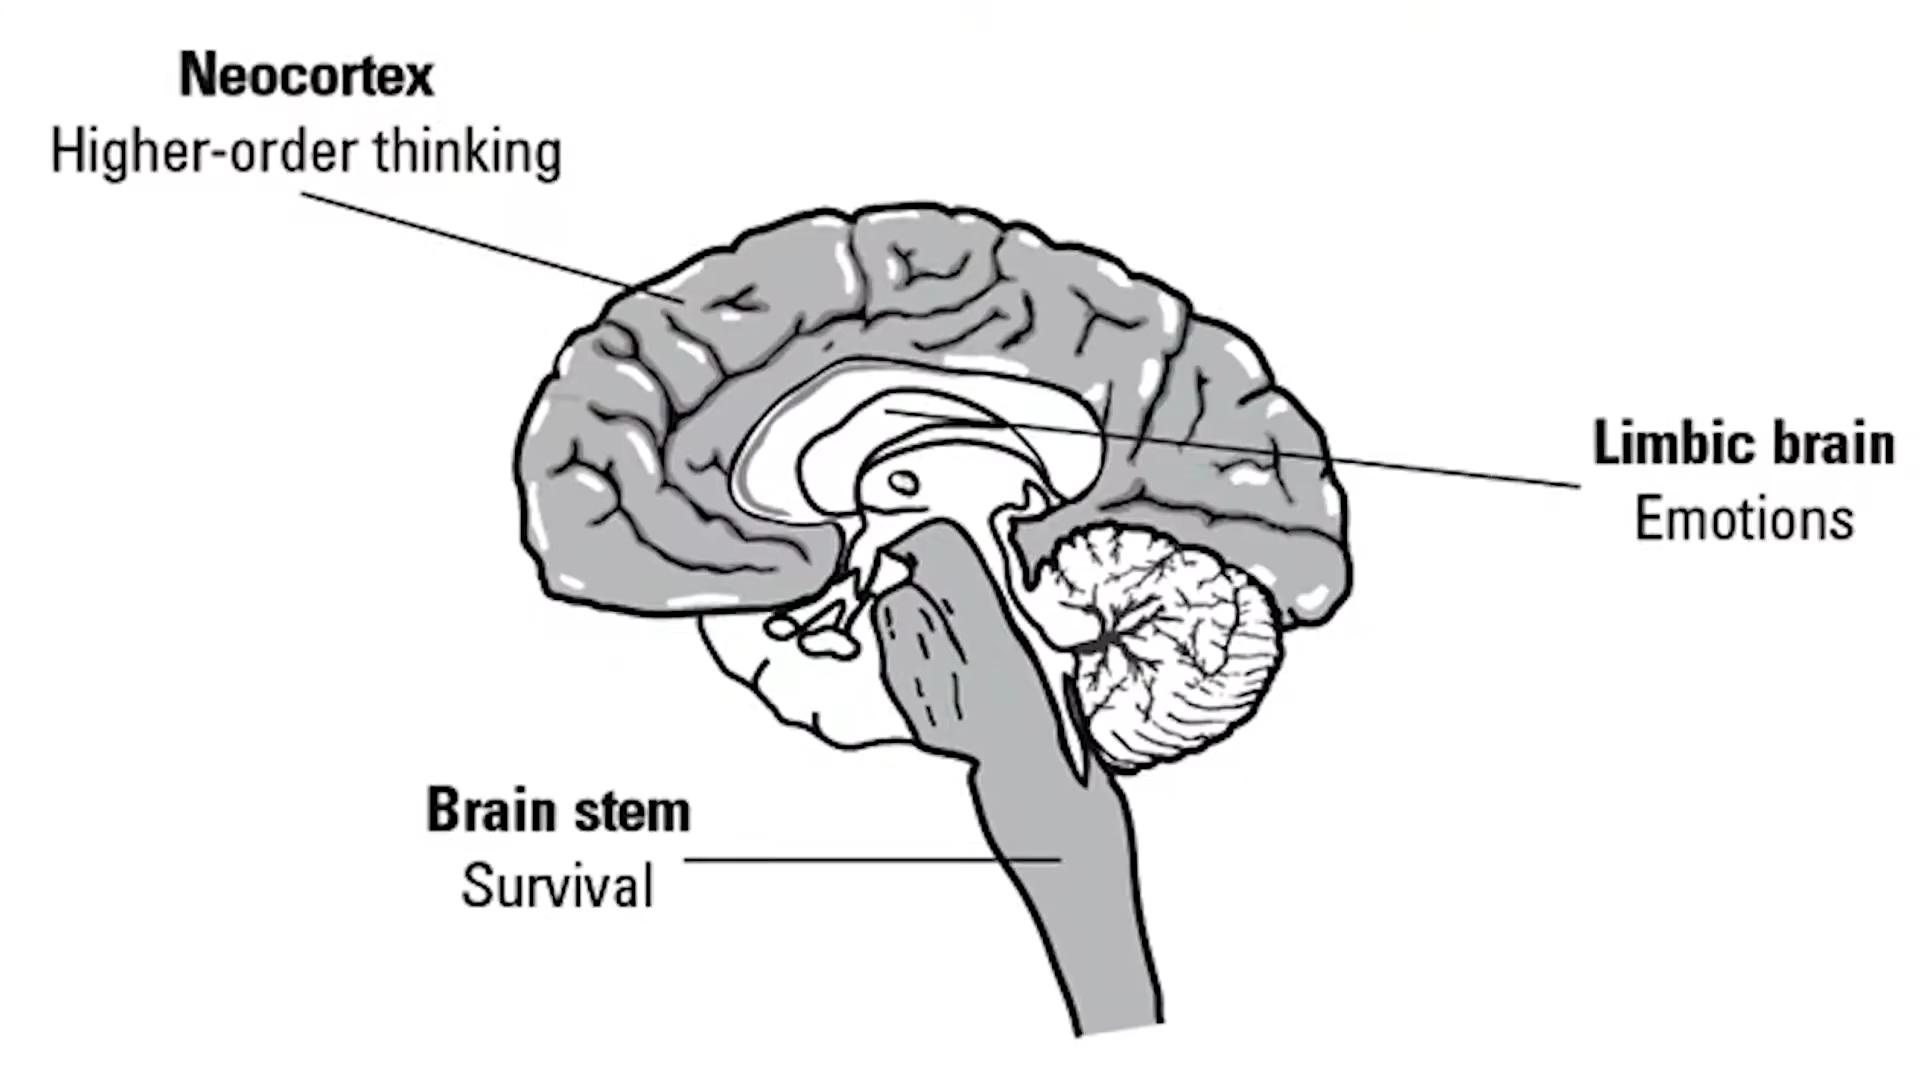 Neocortex
Higher-order thinking
Limbic brain
Emotions
Brain stem
Survival